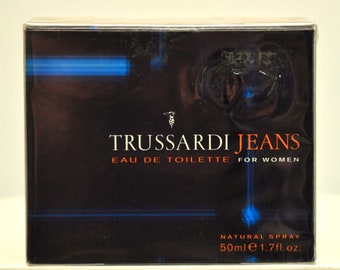 TRUSSARDI JEANS
EAU DE TOILETTE FOR WOMEN
NATURAL SPRAY
50ml e 1.7fl.oz.